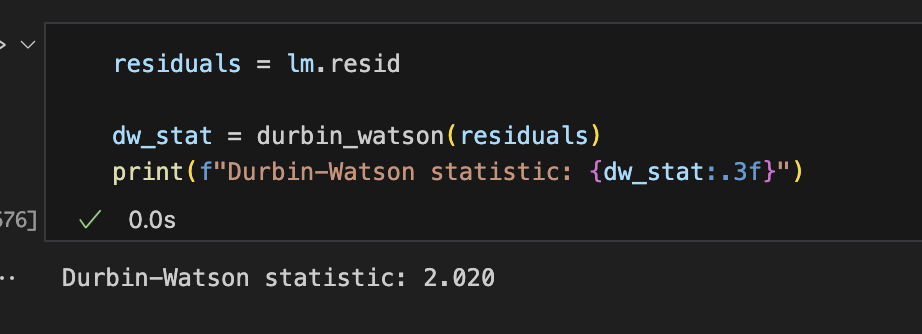 residuals = lm.resid
dw_stat = durbin_watson(residuals)
print(f"Durbin-Watson statistic: {dw_stat:.3f}")
576] 0.0s
Durbin-Watson statistic: 2.020